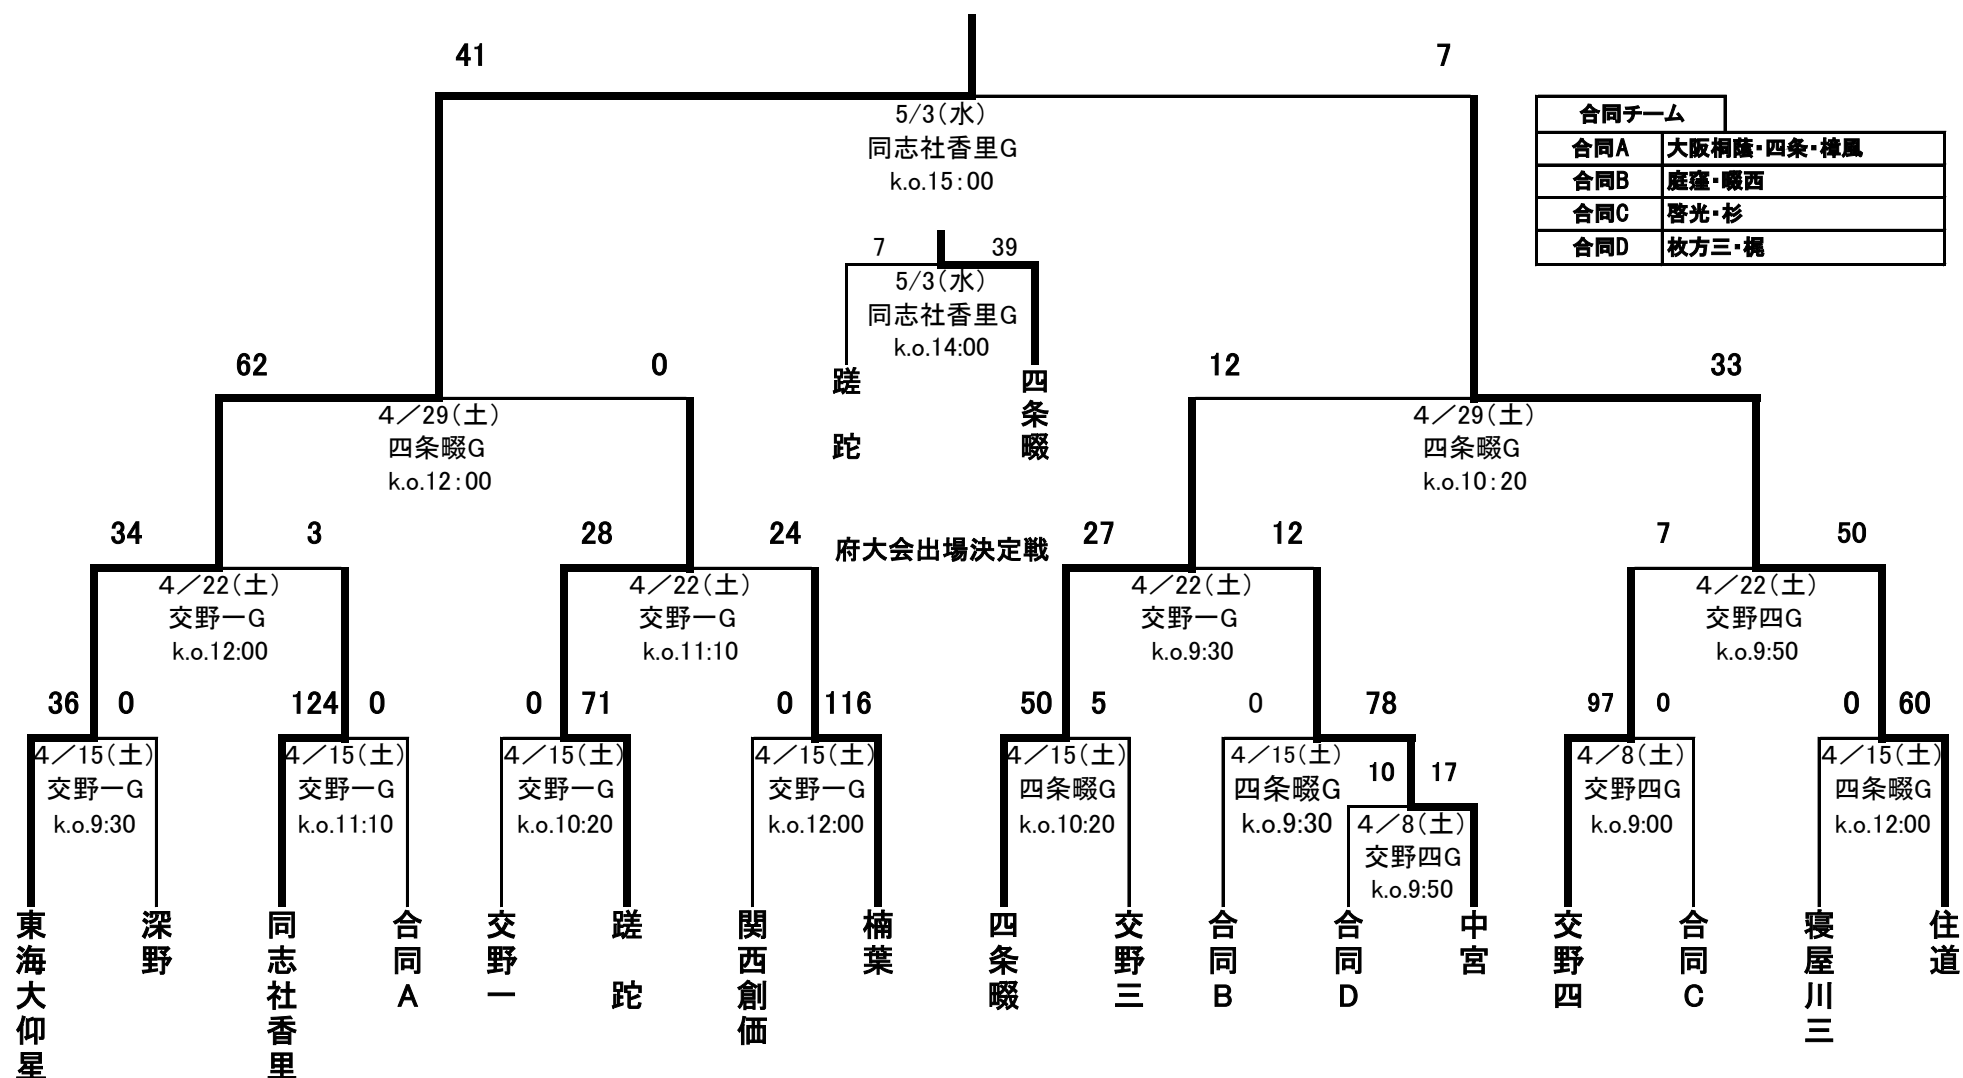 41
7
5/3(水)
同志社香里G
k.o.15:00
合同チーム
合同A 大阪桐蔭・四条・樟風
合同B 庭窪・畷西
合同C 啓光・杉
合同D 枚方三・梶
7 39
5/3(水)
同志社香里G
k.o.14:00
蹉跎
四条畷
府大会出場決定戦
62 0
4/29(土)
四条畷G
k.o.12:00
12 33
4/29(土)
四条畷G
k.o.10:20
34 3
4/22(土)
交野一G
k.o.12:00
28 24
4/22(土)
交野一G
k.o.11:10
27 12
4/22(土)
交野一G
k.o.9:30
7 50
4/22(土)
交野四G
k.o.9:50
36 0
4/15(土)
交野一G
k.o.9:30
124 0
4/15(土)
交野一G
k.o.11:10
0 71
4/15(土)
交野一G
k.o.10:20
0 116
4/15(土)
交野一G
k.o.12:00
50 5
4/15(土)
四条畷G
k.o.10:20
0 78
4/15(土)
四条畷G
k.o.9:30
10 17
4/8(土)
交野四G
k.o.9:50
97 0
4/8(土)
交野四G
k.o.9:00
0 60
4/15(土)
四条畷G
k.o.12:00
東海大仰星
深野
同志社香里
合同A
交野一
蹉跎
関西創価
楠葉
四条畷
交野三
合同B
合同D
中宮
交野四
合同C
寝屋川三
住道